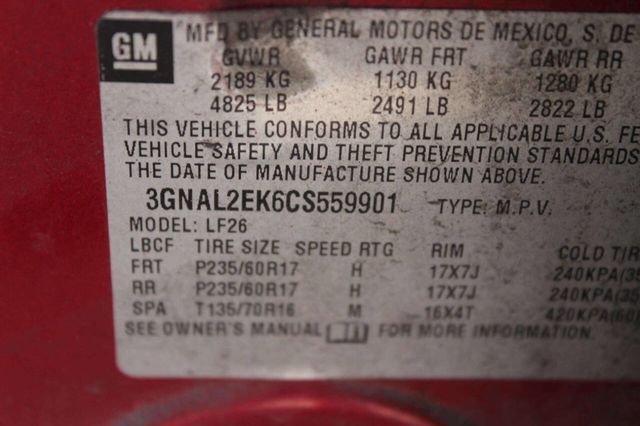 GM
MFD BY GENERAL MOTORS DE MEXICO, S. DE
GVWR GAWR FRT GAWR RR
2189 KG 1130 KG 1280 KG
4825 LB 2491 LB 2822 LB
THIS VEHICLE CONFORMS TO ALL APPLICABLE U.S. FE
VEHICLE SAFETY AND THEFT PREVENTION STANDARDS
THE DATE OF MANUFACTURE SHOWN ABOVE.
3GNAL2EK6CS559901 TYPE: M.P.V.
MODEL: LF26
LBCF TIRE SIZE SPEED RTG RIM COLD TIR
FRT P235/60R17 H 17X7J 240KPA(35
RR P235/60R17 H 17X7J 240KPA(35
SPA T135/70R16 M 16X4T 420KPA(60
SEE OWNER'S MANUAL FOR MORE INFORMATION.